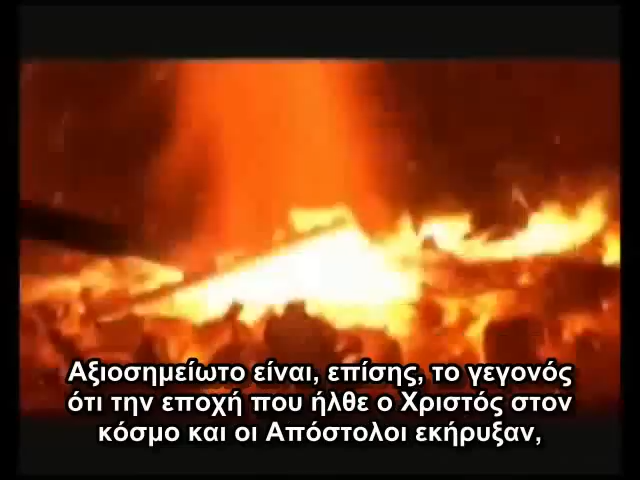 Αξιοσημείωτο είναι, επίσης, το γεγονός
ότι την εποχή που ήλθε ο Χριστός στον
κόσμο και οι Απόστολοι εκήρυξαν,